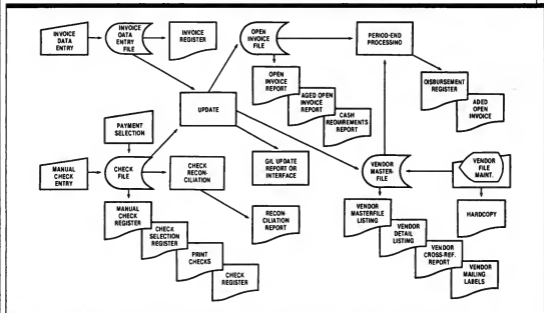 INVOICE
DATA
ENTRY
INVOICE
DATA
ENTRY
FILE
INVOICE
REGISTER
OPEN
INVOICE
FILE
PERIOD-END
PROCESSING
OPEN
INVOICE
REPORT
AGED OPEN
INVOICE
REPORT
CASH
REQUIREMENTS
REPORT
DISBURSEMENT
REGISTER
ADED
OPEN
INVOICE
UPDATE
PAYMENT
SELECTION
MANUAL
CHECK
ENTRY
CHECK
FILE
CHECK
RECON-
CILIATION
G/L UPDATE
REPORT OR
INTERFACE
VENDOR
MASTER-
FILE
VENDOR
FILE
MAINT.
MANUAL
CHECK
REGISTER
CHECK
SELECTION
REGISTER
PRINT
CHECKS
CHECK
REGISTER
RECON
CILIATION
REPORT
VENDOR
MASTERFILE
LISTING
VENDOR
DETAIL
LISTING
VENDOR
CROSS-REF.
REPORT
VENDOR
MAILING
LABELS
HARDCOPY